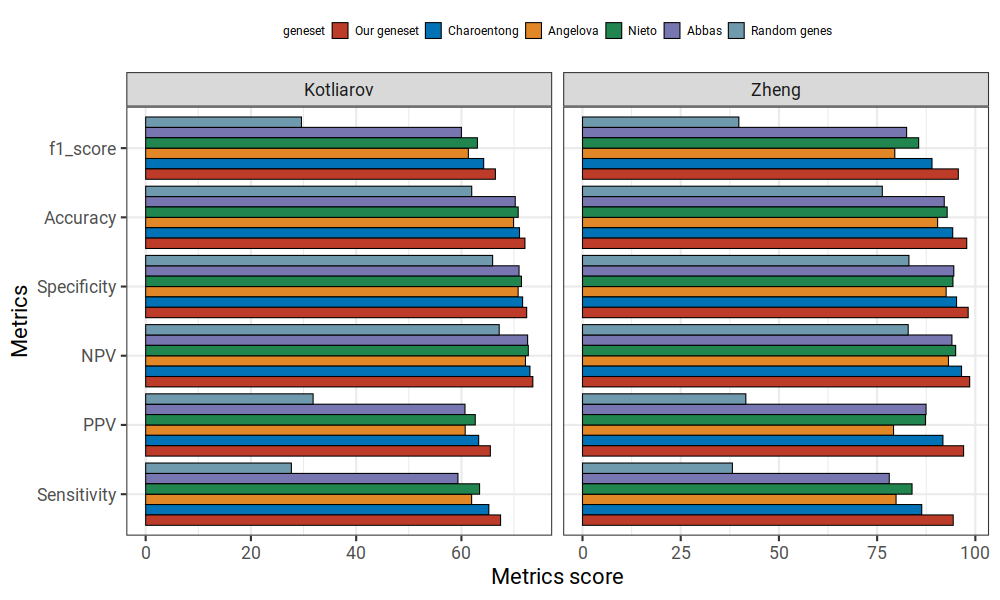 geneset Our geneset Charoentong Angelova Nieto Abbas Random genes
Kotliarov Zheng
f1_score
Accuracy
Specificity
NPV
PPV
Sensitivity
Metrics
0 20 40 60 0 25 50 75 100
Metrics score